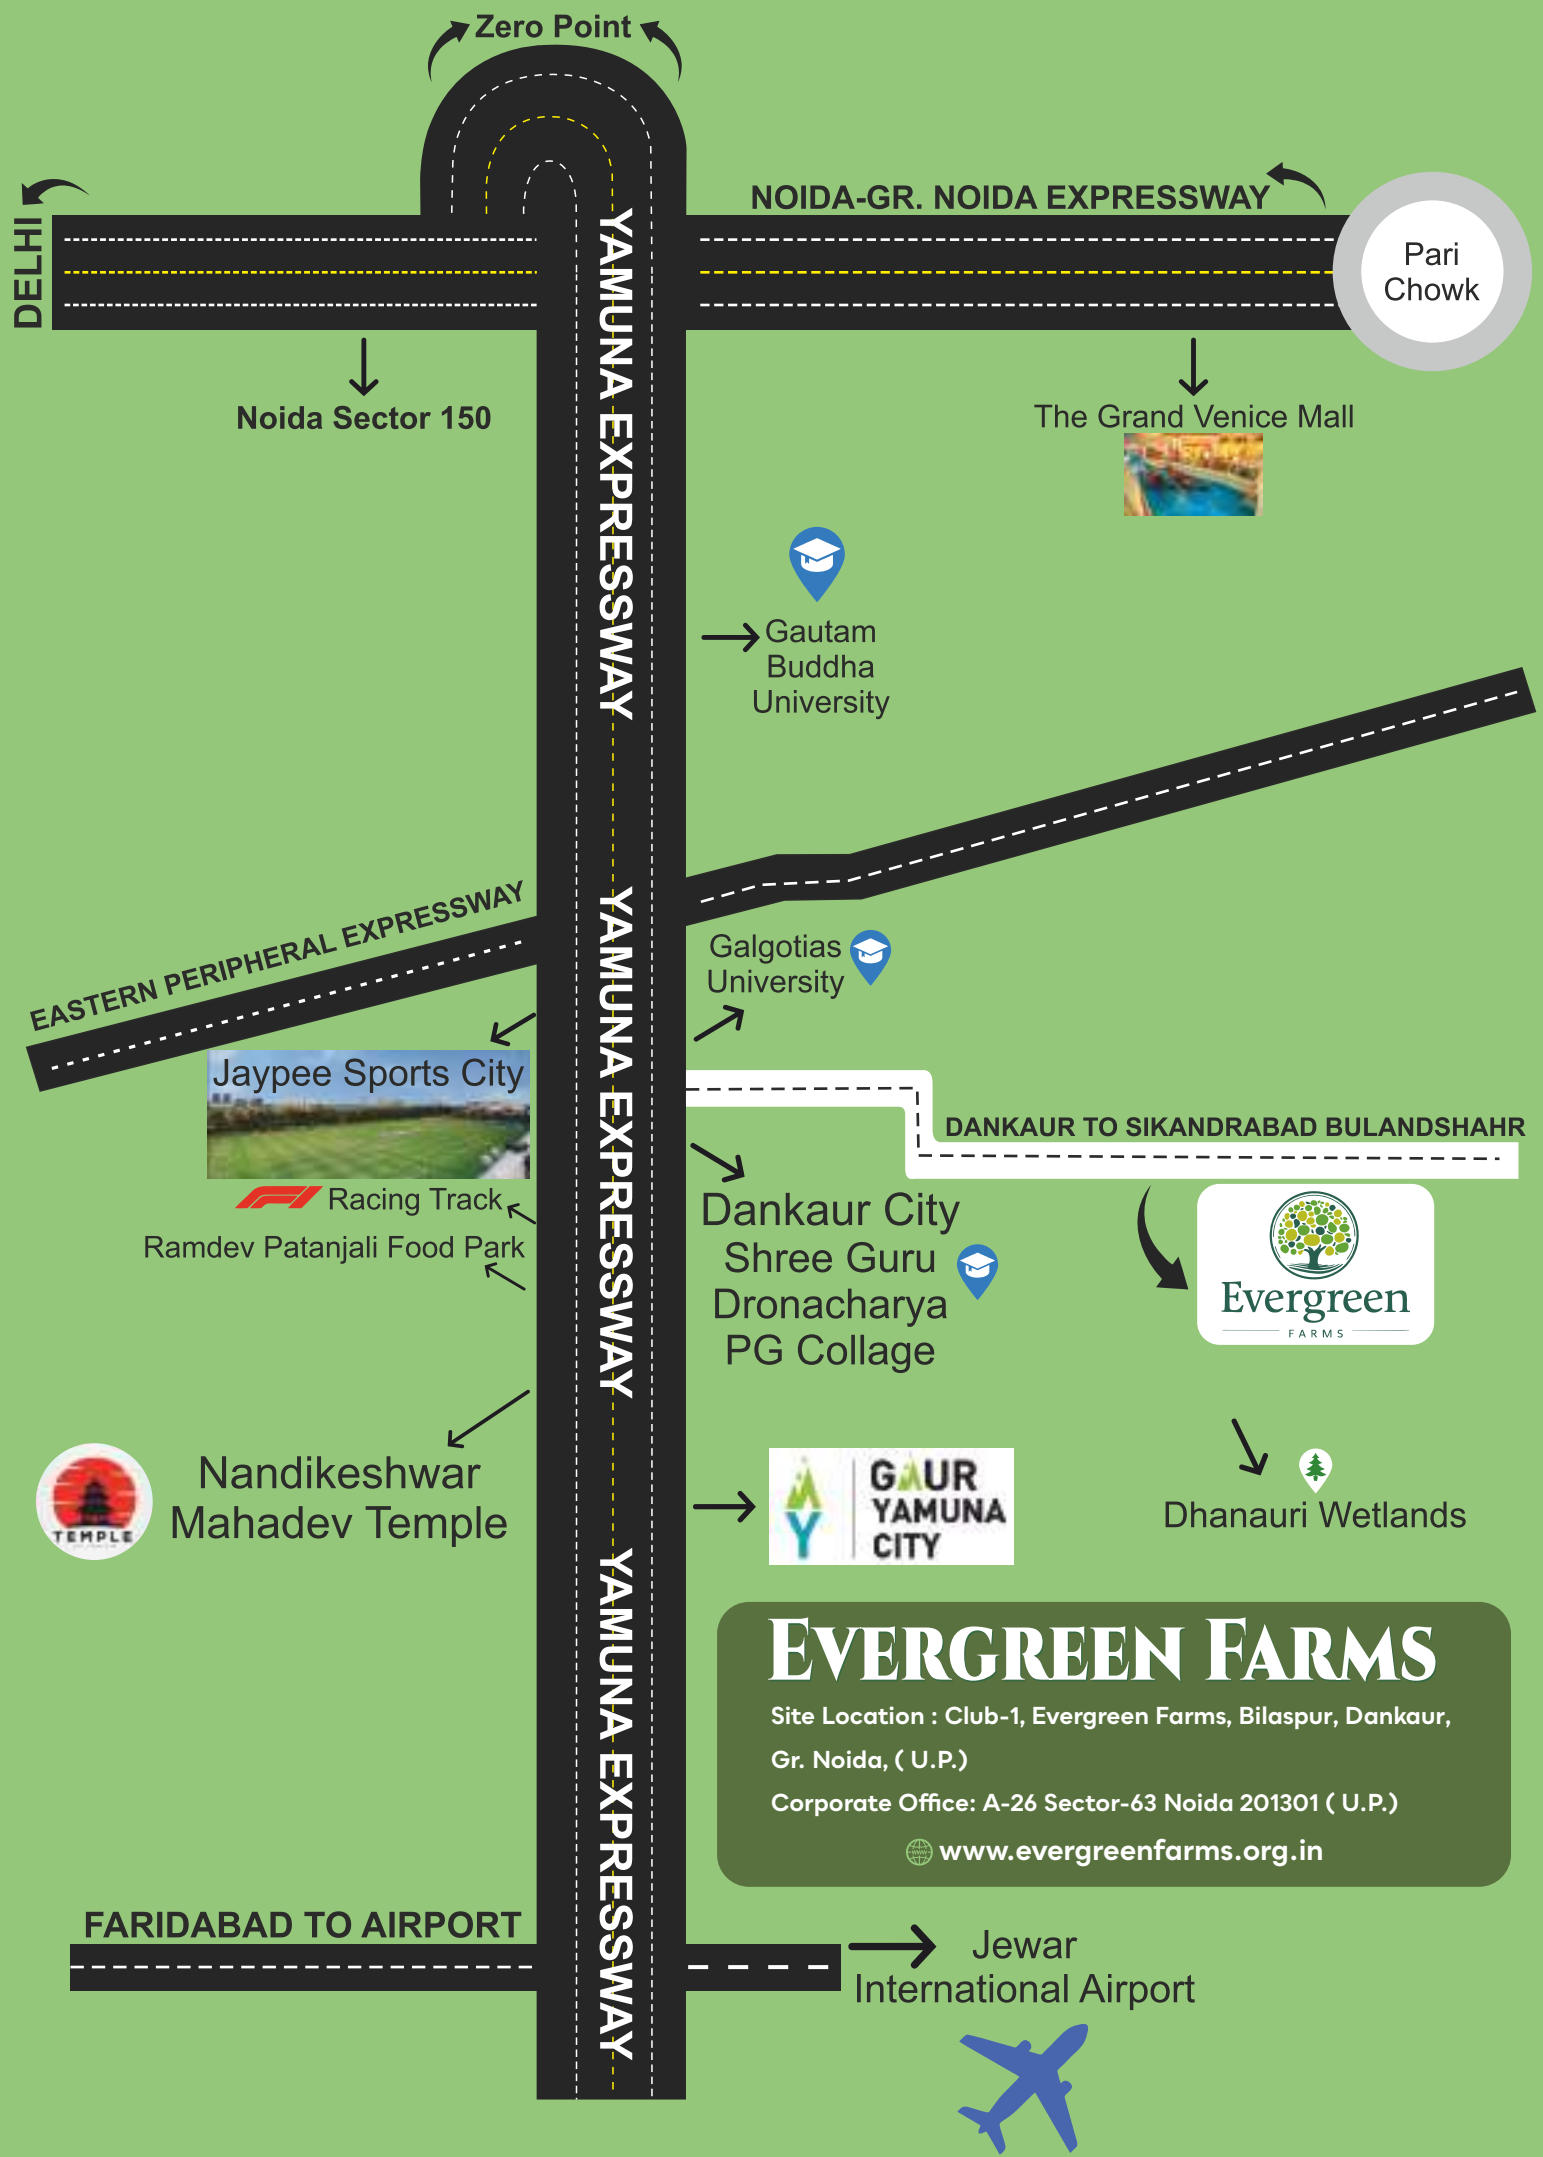 Zero Point
DELHI
NOIDA-GR. NOIDA EXPRESSWAY
Pari
Chowk
YAMUNA EXPRESSWAY
Noida Sector 150
The Grand Venice Mall
Gautam
Buddha
University
EASTERN PERIPHERAL EXPRESSWAY
YAMUNA EXPRESSWAY
Galgotias
University
Jaypee Sports City
DANKAUR TO SIKANDRABAD BULANDSHAHR
Racing Track
Ramdev Patanjali Food Park
Dankaur City
Shree Guru
Dronacharya
PG Collage
Evergreen
FARMS
Nandikeshwar
Mahadev Temple
TEMPLE
GAUR
YAMUNA
CITY
Dhanauri Wetlands
YAMUNA EXPRESSWAY
EVERGREEN FARMS
Site Location : Club-1, Evergreen Farms, Bilaspur, Dankaur,
Gr. Noida, ( U.P.)
Corporate Office: A-26 Sector-63 Noida 201301 ( U.P.)
www.evergreenfarms.org.in
FARIDABAD TO AIRPORT
Jewar
International Airport